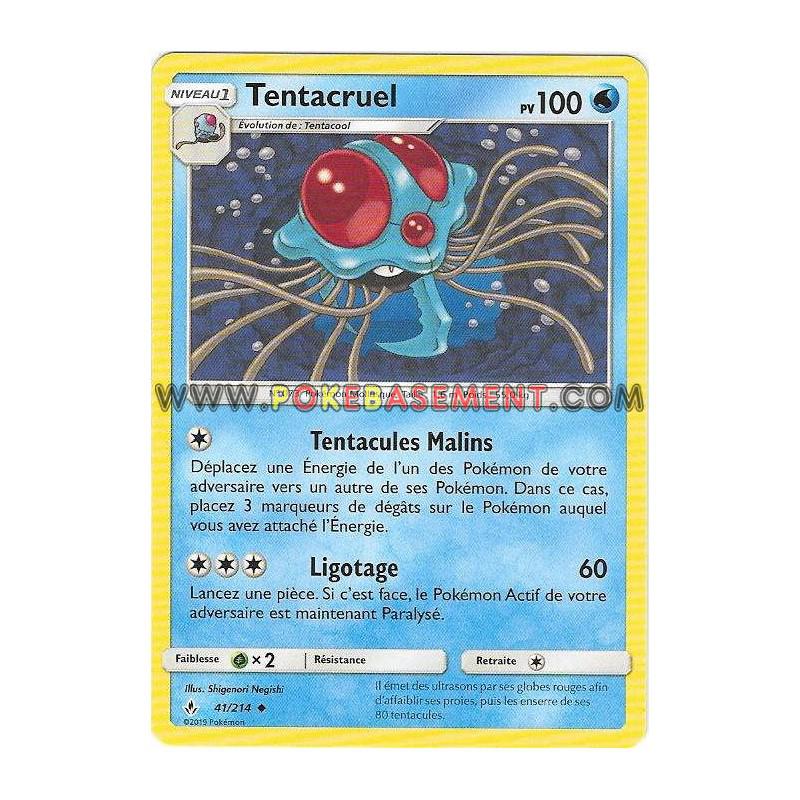 NIVEAU 1
Tentacruel
PV 100
Évolution de : Tentacool
WWW.POKEBASEMENT.COM
Tentacules Malins
Déplacez une Énergie de l'un des Pokémon de votre
adversaire vers un autre de ses Pokémon. Dans ce cas,
placez 3 marqueurs de dégâts sur le Pokémon auquel
vous avez attaché l'Énergie.
Ligotage 60
Lancez une pièce. Si c'est face, le Pokémon Actif de votre
adversaire est maintenant Paralysé.
Faiblesse ×2 Résistance Retraite
Illus. Shigenori Negishi
41/214
©2019 Pokémon
Il émet des ultrasons par ses globes rouges afin
d'affaiblir ses proies, puis les enserre de ses
80 tentacules.